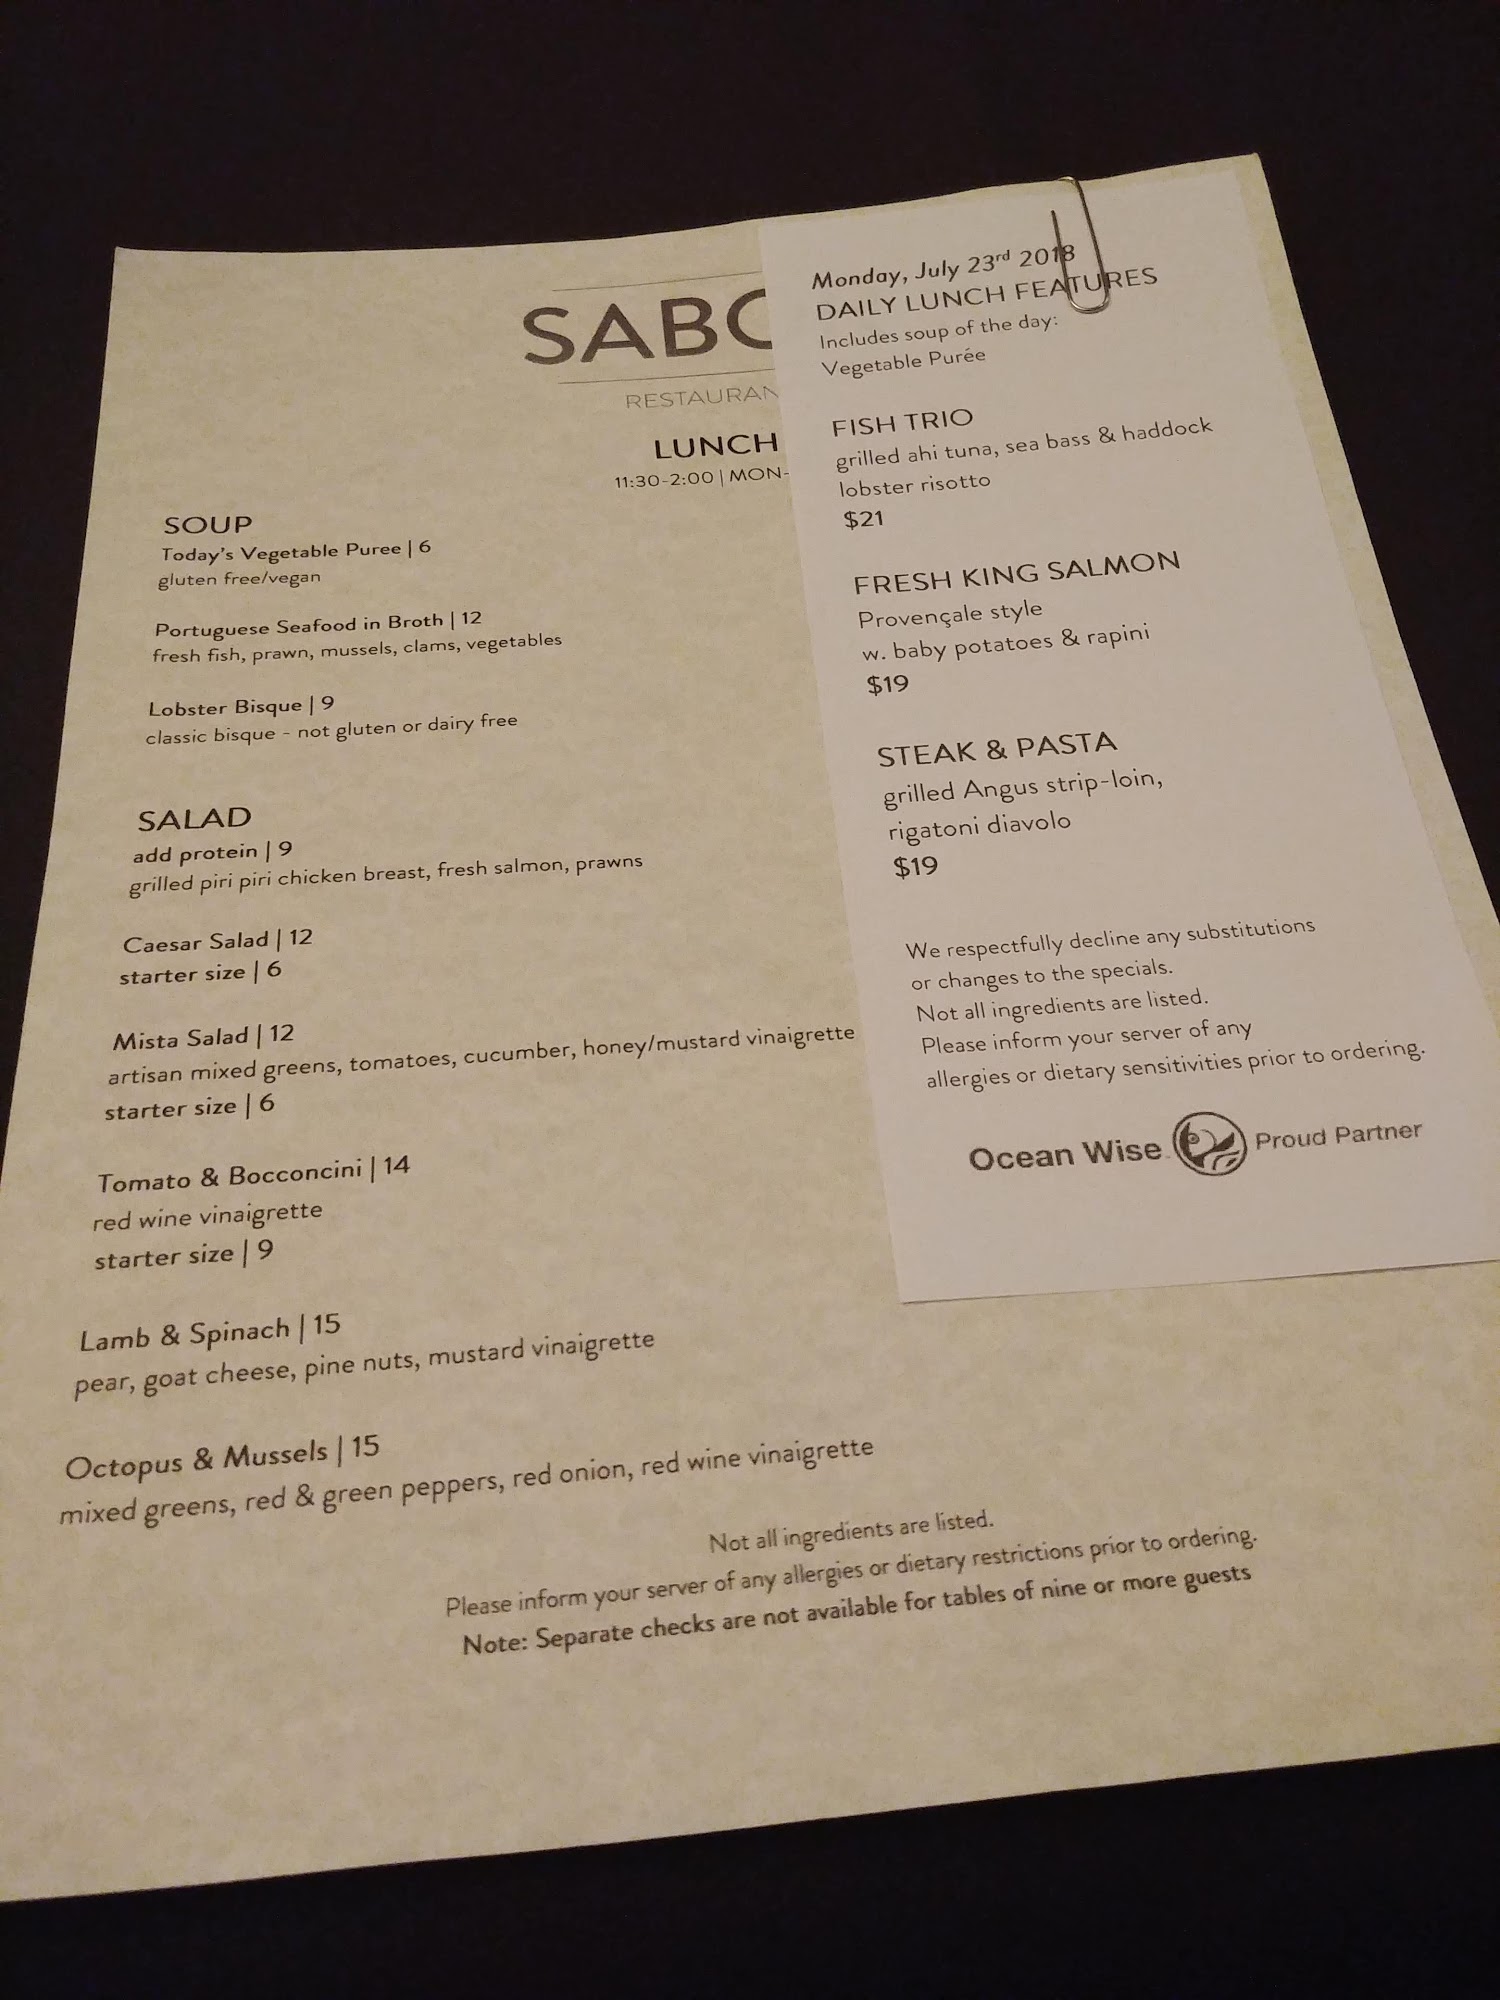 SABO
RESTAURAN
LUNCH
11:30-2:00 | MON-
SOUP
Today's Vegetable Puree | 6
gluten free/vegan
Portuguese Seafood in Broth | 12
fresh fish, prawn, mussels, clams, vegetables
Lobster Bisque | 9
classic bisque - not gluten or dairy free
SALAD
add protein | 9
grilled piri piri chicken breast, fresh salmon, prawns
Caesar Salad | 12
starter size | 6
Mista Salad | 12
artisan mixed greens, tomatoes, cucumber, honey/mustard vinaigrette
starter size | 6
Tomato & Bocconcini | 14
red wine vinaigrette
starter size | 9
Lamb & Spinach | 15
pear, goat cheese, pine nuts, mustard vinaigrette
Octopus & Mussels | 15
mixed greens, red & green peppers, red onion, red wine vinaigrette
Not all ingredients are listed.
Please inform your server of any allergies or dietary restrictions prior to ordering.
Note: Separate checks are not available for tables of nine or more guests
Monday, July 23rd 2018
DAILY LUNCH FEATURES
Includes soup of the day:
Vegetable Purée
FISH TRIO
grilled ahi tuna, sea bass & haddock
lobster risotto
$21
FRESH KING SALMON
Provençale style
w. baby potatoes & rapini
$19
STEAK & PASTA
grilled Angus strip-loin,
rigatoni diavolo
$19
We respectfully decline any substitutions
or changes to the specials.
Not all ingredients are listed.
Please inform your server of any
allergies or dietary sensitivities prior to ordering.
Ocean Wise Proud Partner